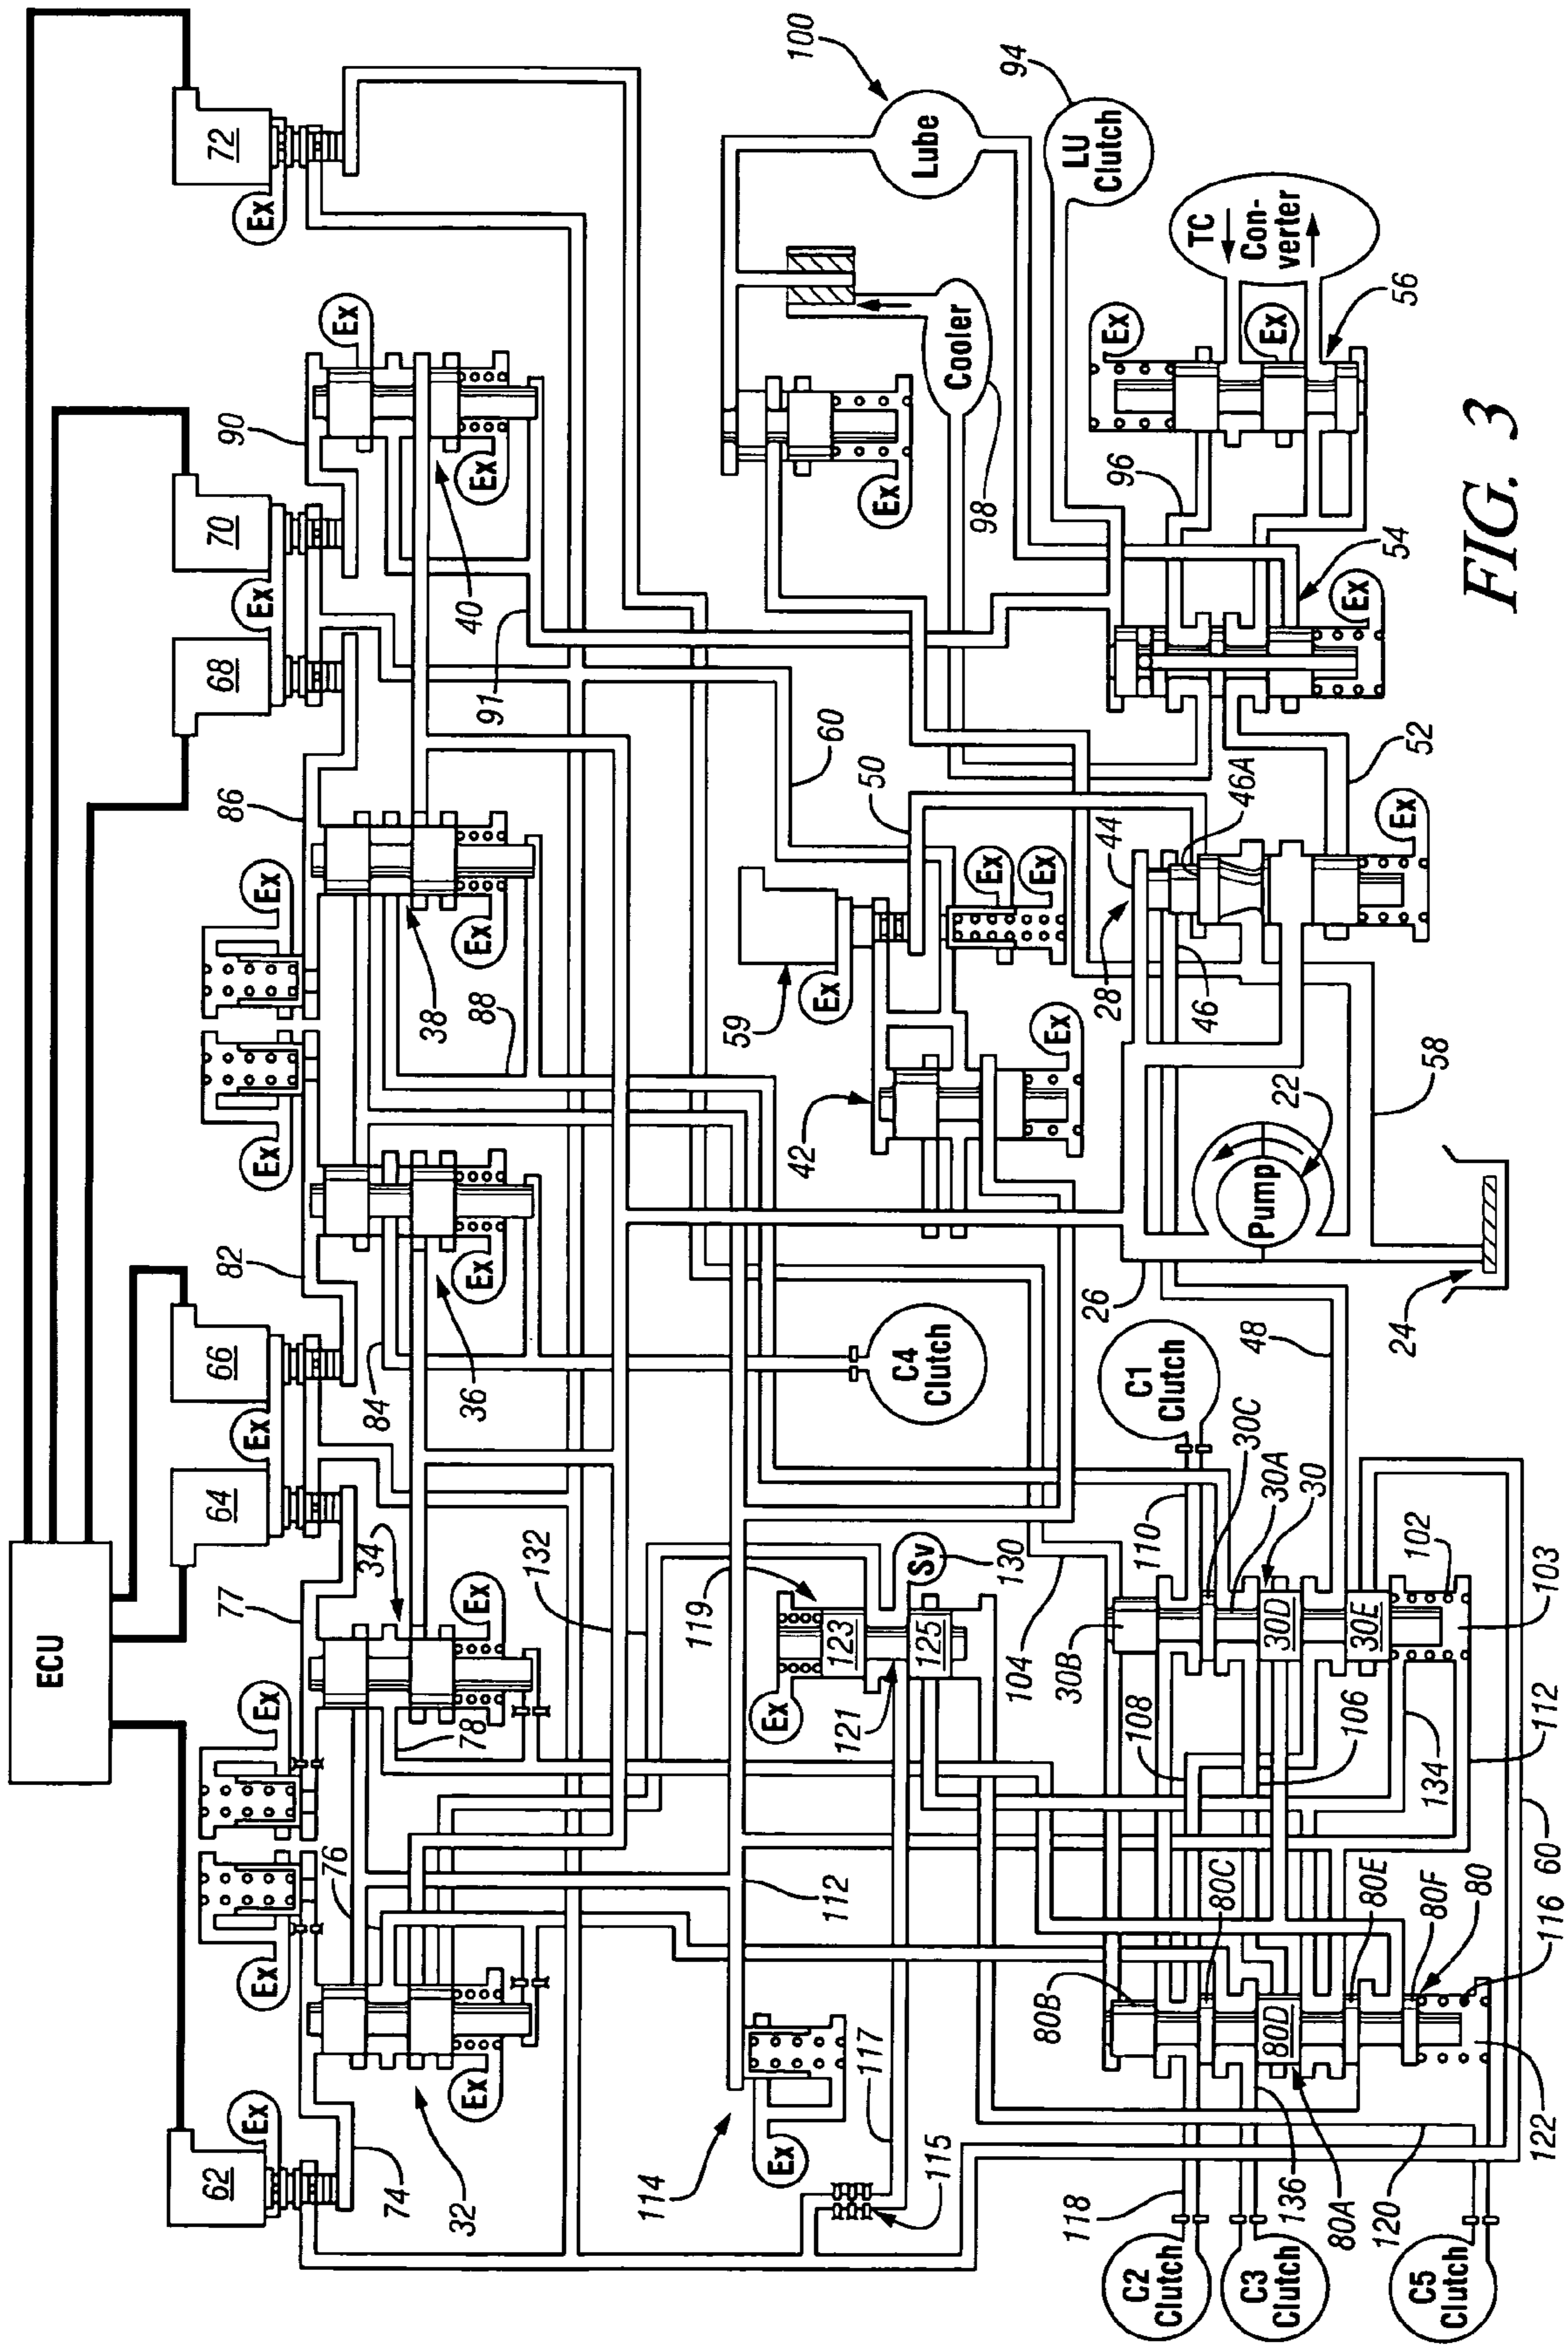 ECU
72
Ex
70
68
Ex
66
64
Ex
62
Ex
90
Ex
86
Ex
Ex
82
77
Ex
Ex
76
74
34
Ex
40
Ex
38
88
91
Ex
36
84
Ex
78
132
Ex
32
100
Lube
94
LU
Clutch
TC
Con-
verter
Ex
Ex
56
Cooler
98
Ex
96
54
Ex
60
50
59
Ex
Ex
Ex
44
46A
28
46
52
Ex
42
Ex
58
22
Pump
24
26
48
C4
Clutch
C1
Clutch
110
30C
30A
30
30B
30D
30E
102
103
104
119
123
125
Sv
130
Ex
121
108
106
134
112
60
112
114
Ex
117
115
80B
80C
80D
80E
80F
80
116
122
80A
136
118
120
C2
Clutch
C3
Clutch
C5
Clutch
FIG. 3